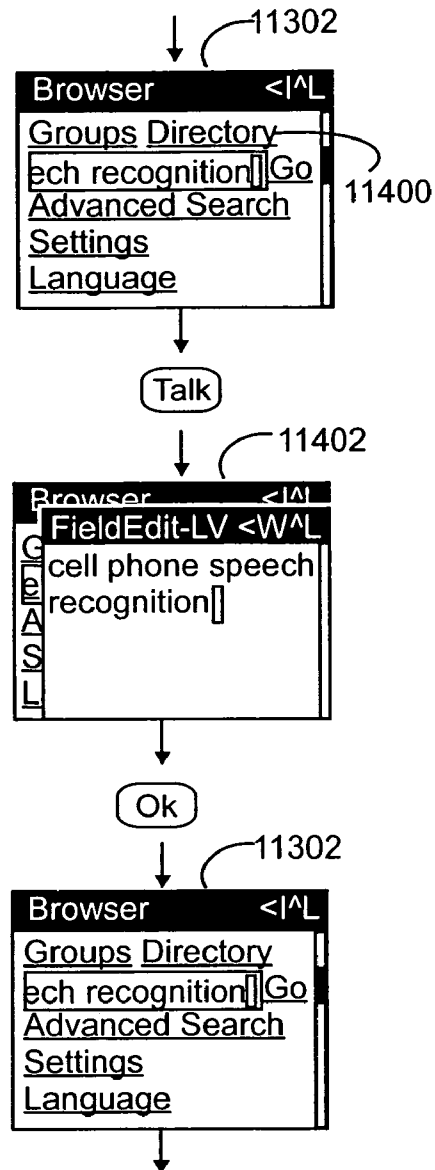 11302
Browser <I^L
Groups Directory
ech recognition Go
11400
Advanced Search
Settings
Language
Talk
11402
Browser <I^L
FieldEdit-LV <W^L
G
e
A
S
L
cell phone speech
recognition
Ok
11302
Browser <I^L
Groups Directory
ech recognition Go
Advanced Search
Settings
Language